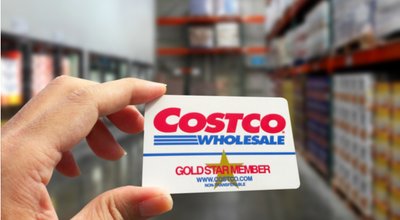 COSTCO
WHOLESALE
GOLD STAR MEMBER
WWW.COSTCO.COM
NON-TRANSFERABLE